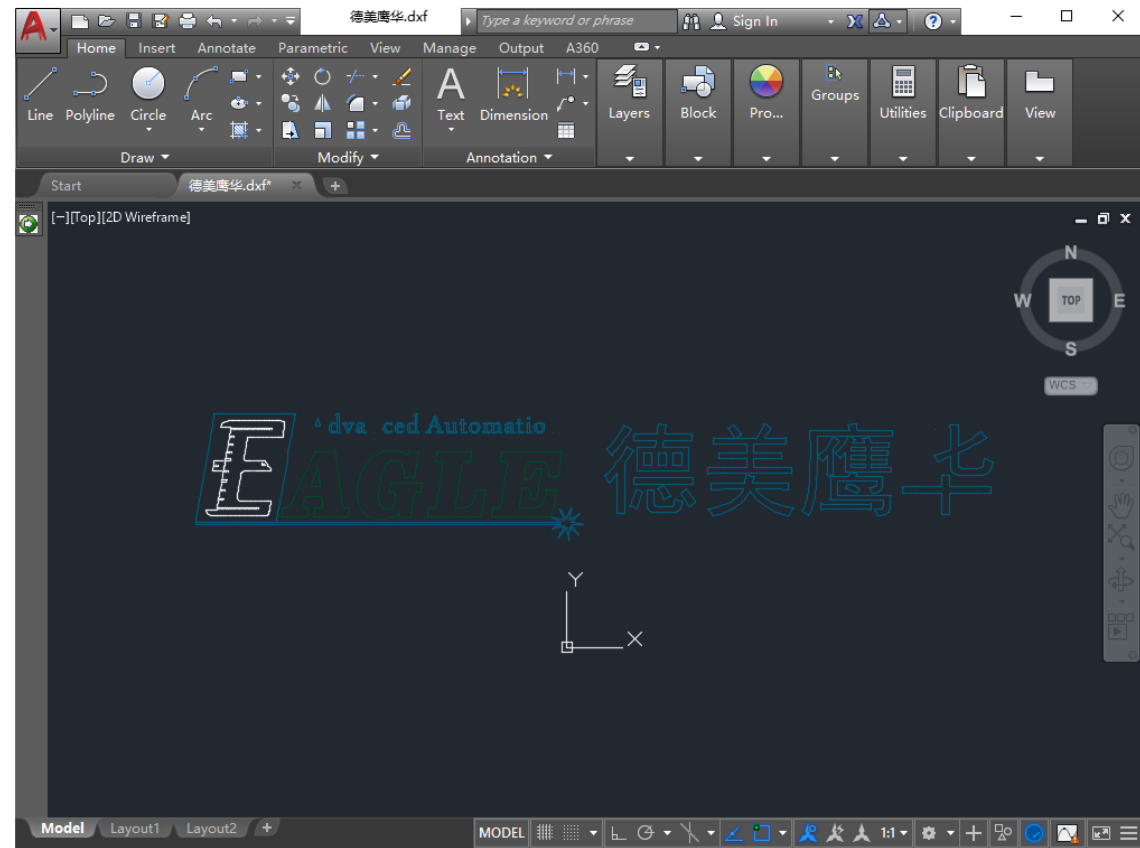 德美鹰华.dxf
Type a keyword or phrase
Sign In
Home Insert Annotate Parametric View Manage Output A360
Line Polyline Circle Arc Text Dimension Layers Block Pro... Groups Utilities Clipboard View
Draw Modify Annotation
Start 德美鹰华.dxf*
[−][Top][2D Wireframe]
N
W TOP E
S
WCS
dva ced Automatio
EAGLE 德美鹰华
Y
X
Model Layout1 Layout2
MODEL 1:1